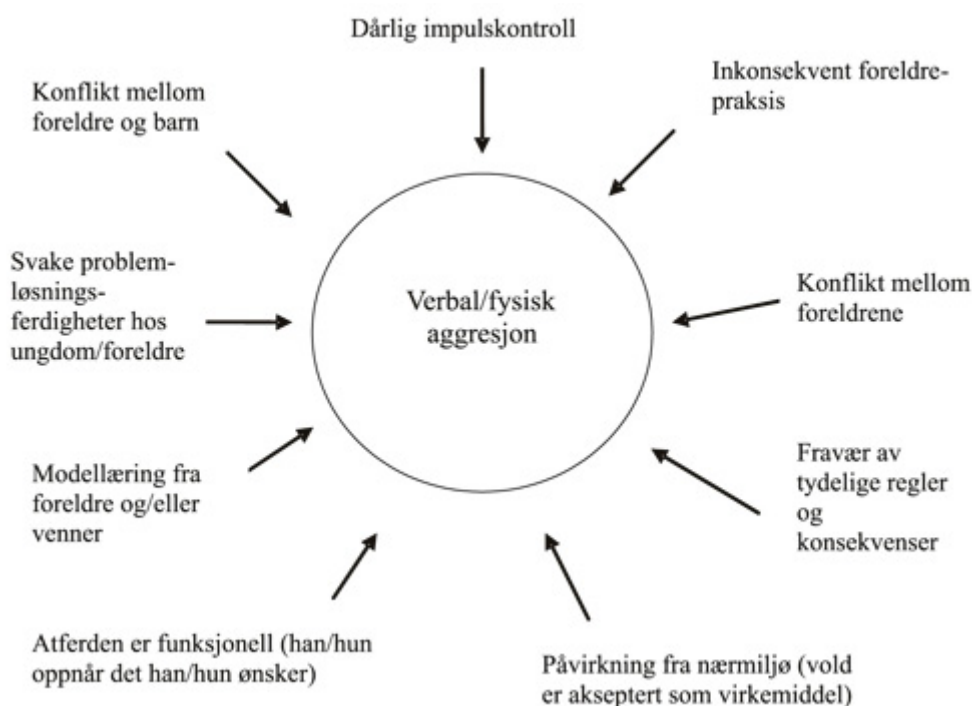 Dårlig impulskontroll
Inkonsekvent foreldre-
praksis
Konflikt mellom
foreldre og barn
Svake problem-
løsnings-
ferdigheter hos
ungdom/foreldre
Verbal/fysisk
aggresjon
Konflikt mellom
foreldrene
Modellæring fra
foreldre og/eller
venner
Fravær av
tydelige regler
og
konsekvenser
Atferden er funksjonell (han/hun
oppnår det han/hun ønsker)
Påvirkning fra nærmiljø (vold
er akseptert som virkemiddel)